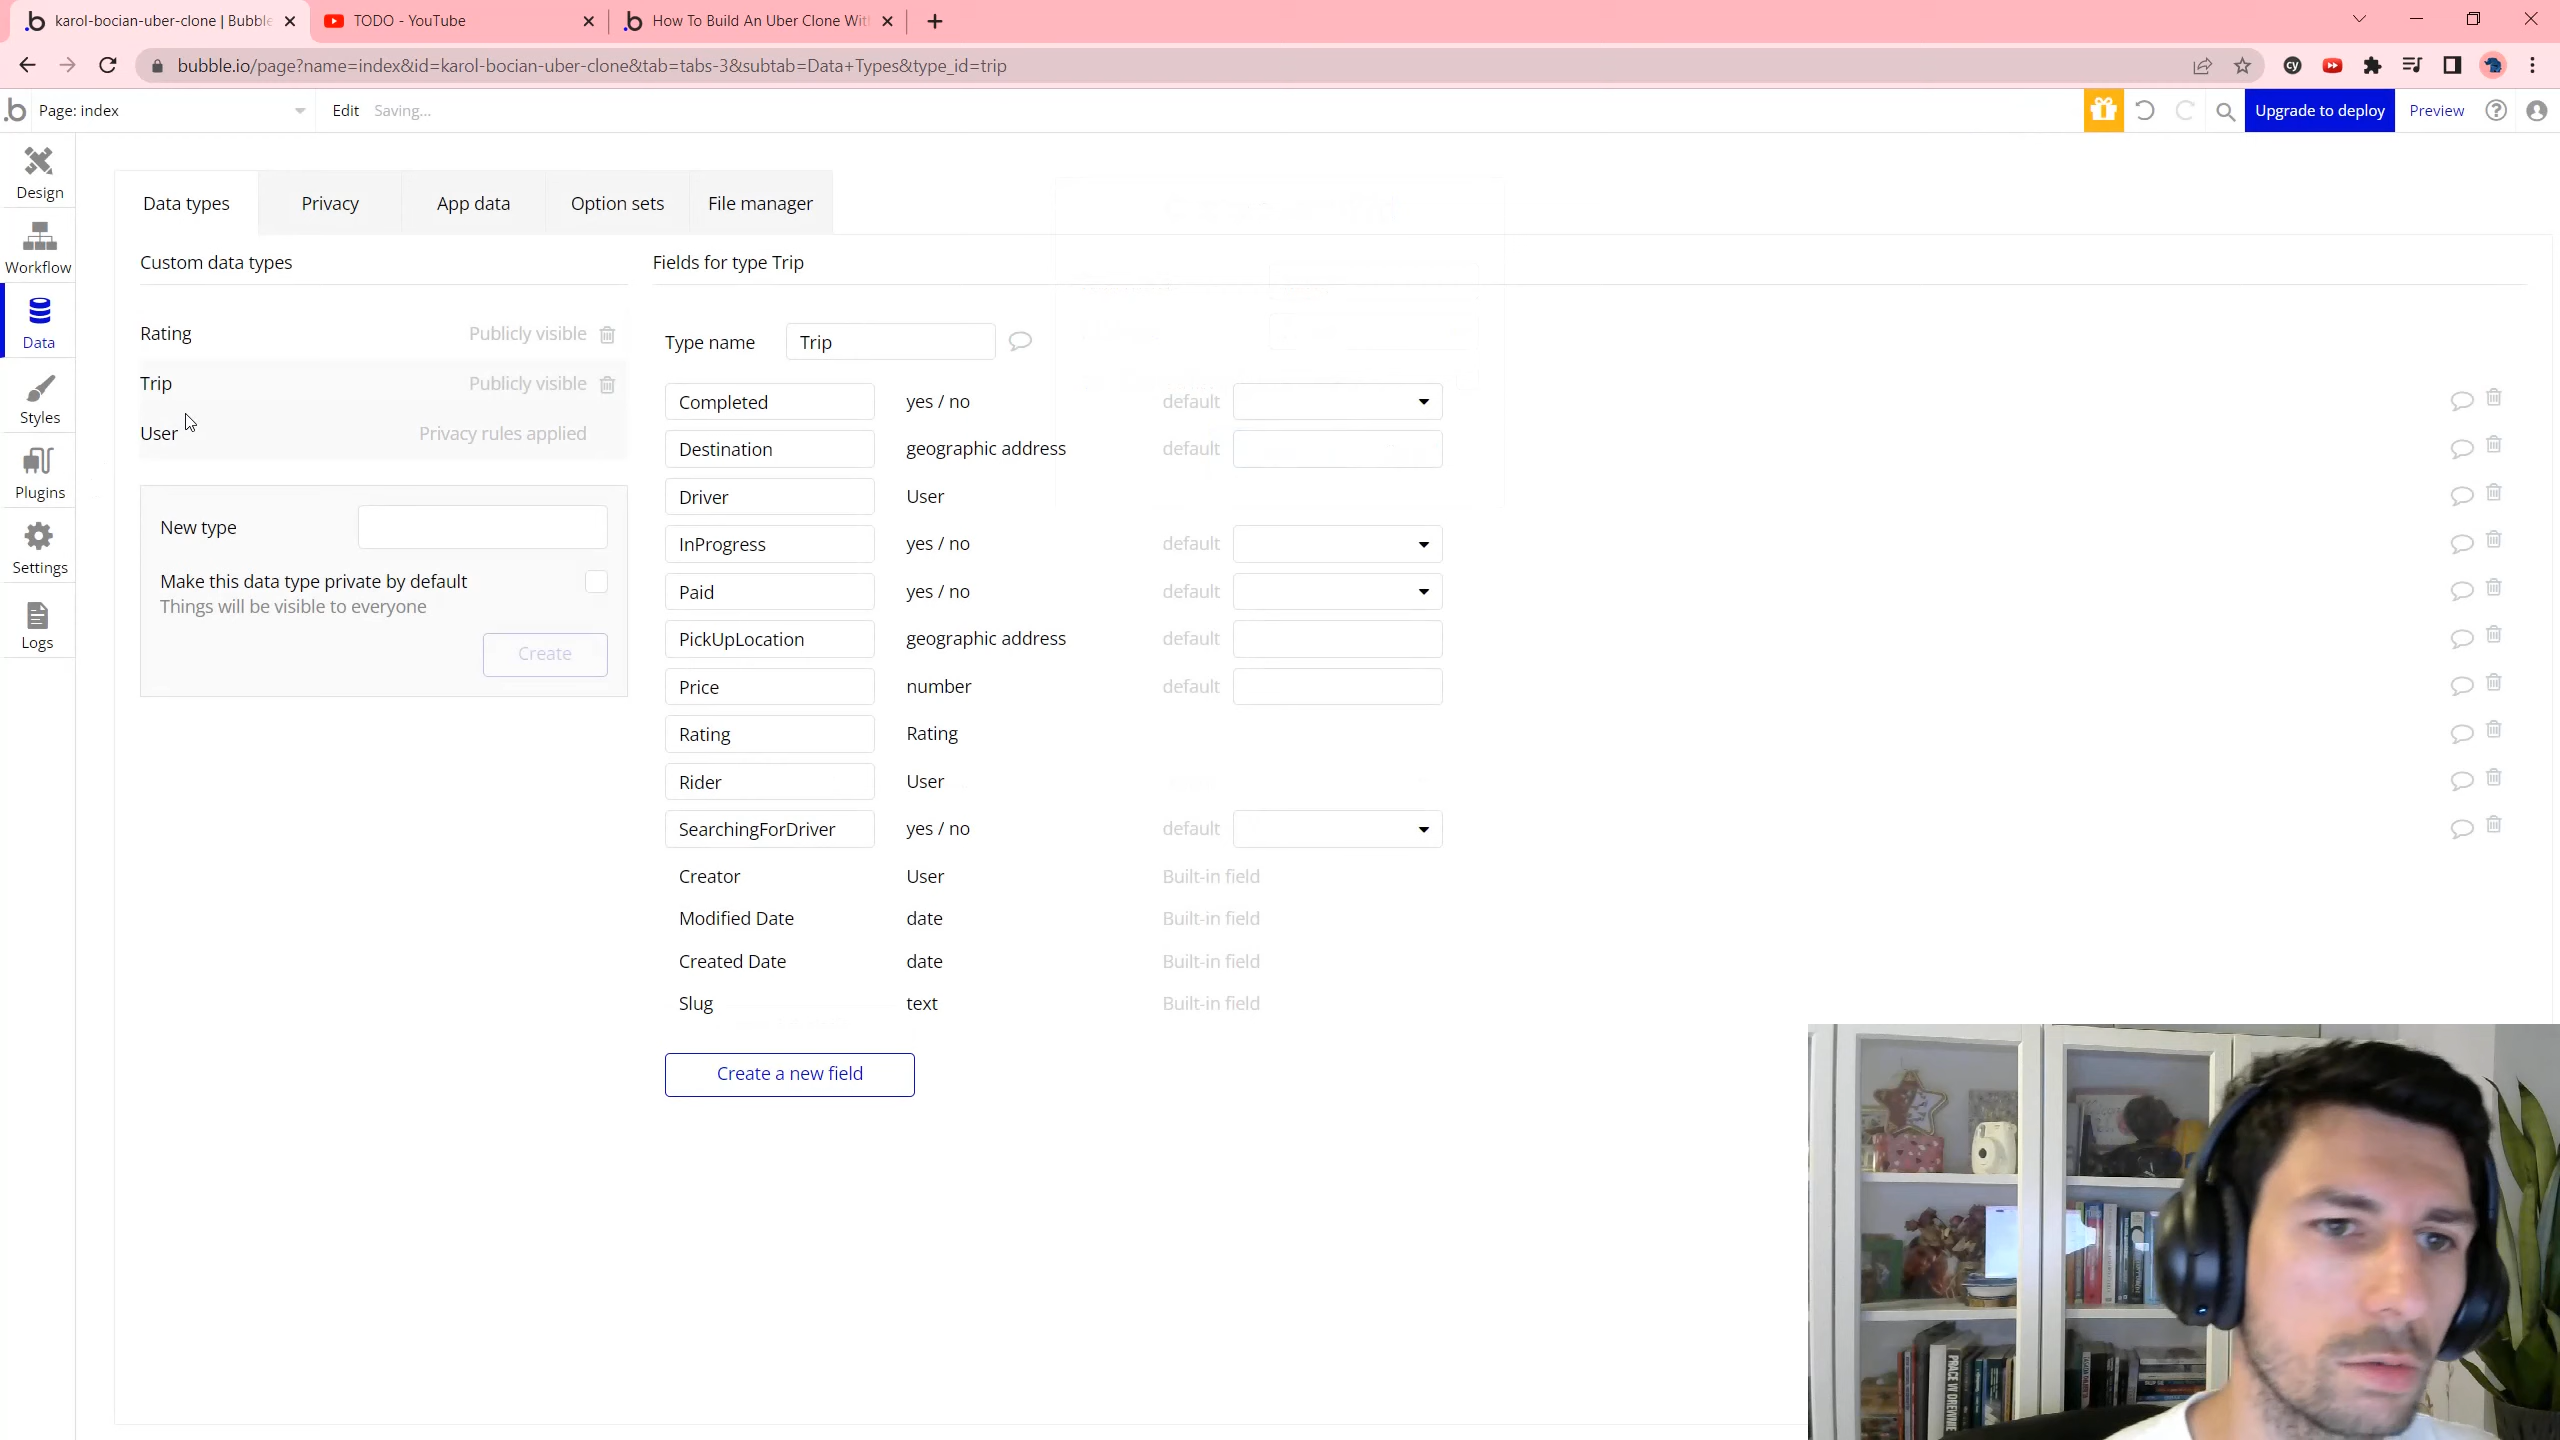 karol-bocian-uber-clone | Bubble
TODO - YouTube
How To Build An Uber Clone Wit
bubble.io/page?name=index&id=karol-bocian-uber-clone&tab=tabs-3&subtab=Data+Types&type_id=trip
Page: index
Edit
Saving...
Upgrade to deploy
Preview
Design
Workflow
Data
Styles
Plugins
Settings
Logs
Data types
Privacy
App data
Option sets
File manager
Custom data types
Rating Publicly visible
Trip Publicly visible
User Privacy rules applied
New type
Make this data type private by default
Things will be visible to everyone
Create
Fields for type Trip
Type name Trip
Completed yes / no default
Destination geographic address default
Driver User
InProgress yes / no default
Paid yes / no default
PickUpLocation geographic address default
Price number default
Rating Rating
Rider User
SearchingForDriver yes / no default
Creator User Built-in field
Modified Date date Built-in field
Created Date date Built-in field
Slug text Built-in field
Create a new field